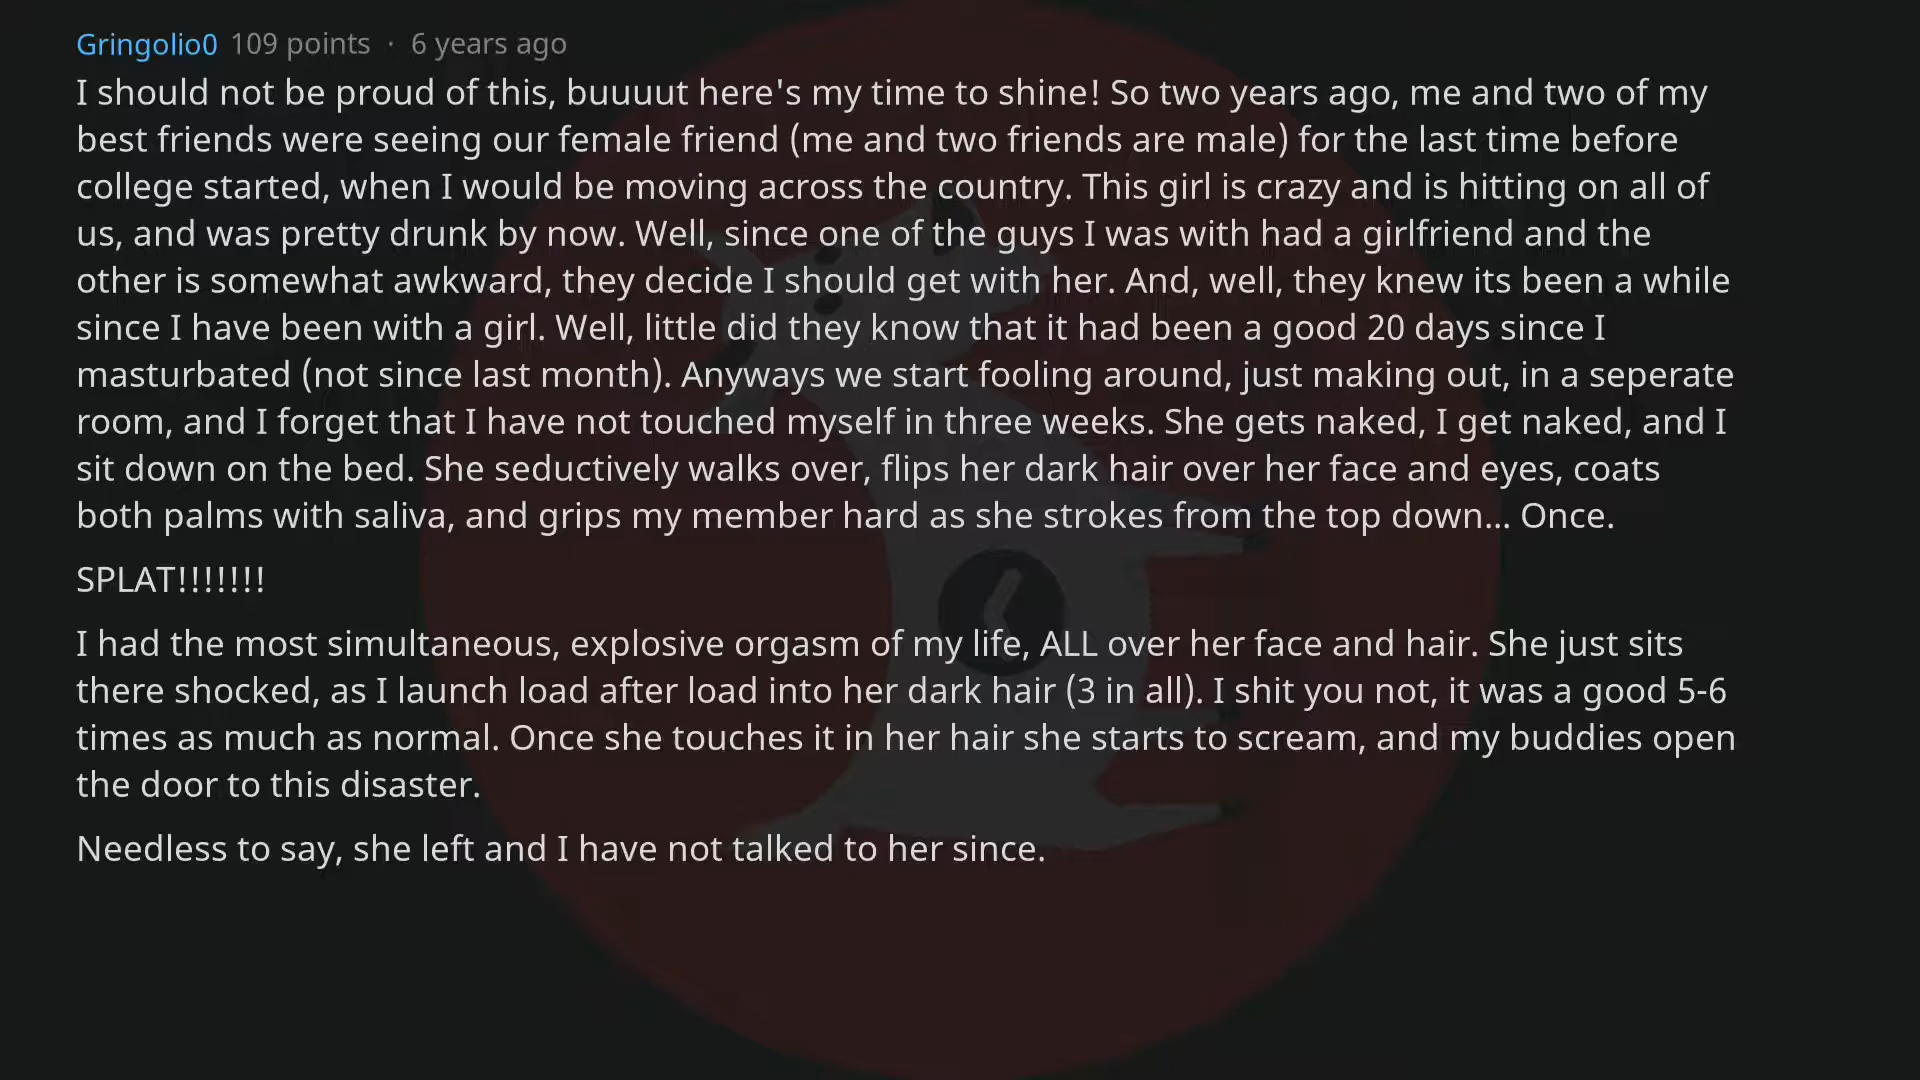 Gringolio0 109 points · 6 years ago
I should not be proud of this, buuuut here's my time to shine! So two years ago, me and two of my
best friends were seeing our female friend (me and two friends are male) for the last time before
college started, when I would be moving across the country. This girl is crazy and is hitting on all of
us, and was pretty drunk by now. Well, since one of the guys I was with had a girlfriend and the
other is somewhat awkward, they decide I should get with her. And, well, they knew its been a while
since I have been with a girl. Well, little did they know that it had been a good 20 days since I
masturbated (not since last month). Anyways we start fooling around, just making out, in a seperate
room, and I forget that I have not touched myself in three weeks. She gets naked, I get naked, and I
sit down on the bed. She seductively walks over, flips her dark hair over her face and eyes, coats
both palms with saliva, and grips my member hard as she strokes from the top down... Once.
SPLAT!!!!!!!
I had the most simultaneous, explosive orgasm of my life, ALL over her face and hair. She just sits
there shocked, as I launch load after load into her dark hair (3 in all). I shit you not, it was a good 5-6
times as much as normal. Once she touches it in her hair she starts to scream, and my buddies open
the door to this disaster.
Needless to say, she left and I have not talked to her since.